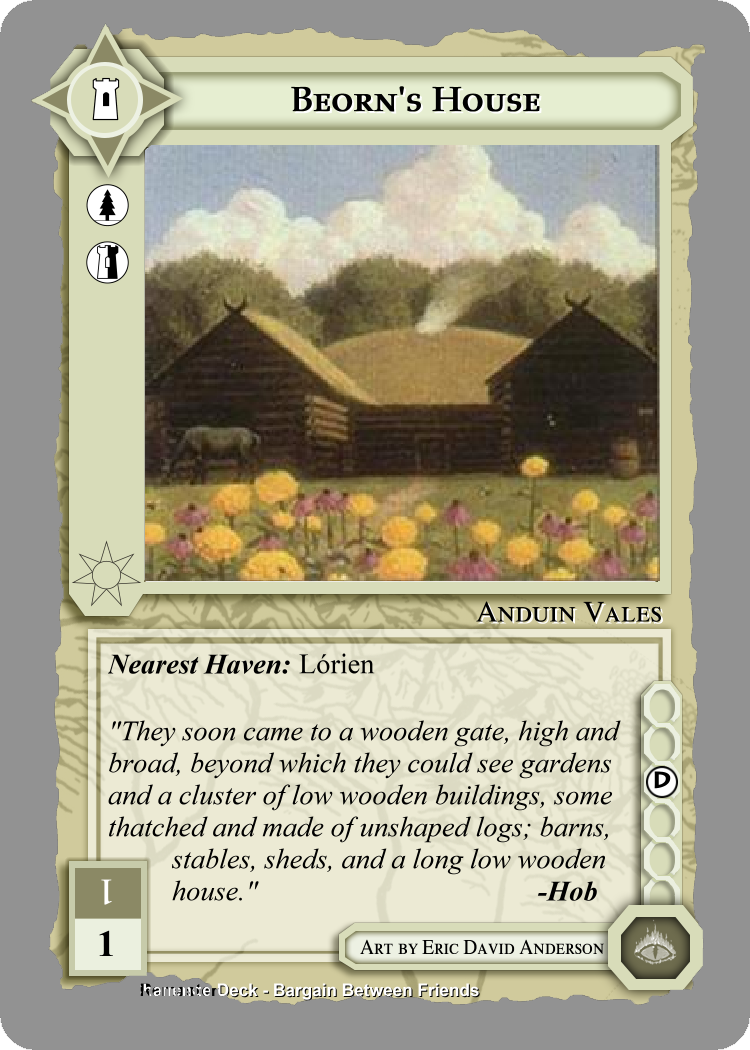 Beorn's House
Anduin Vales
Nearest Haven: Lórien
"They soon came to a wooden gate, high and
broad, beyond which they could see gardens
and a cluster of low wooden buildings, some
thatched and made of unshaped logs; barns,
stables, sheds, and a long low wooden
house." -Hob
D
1
1
Art by Eric David Anderson
Deck - Bargain Between Friends